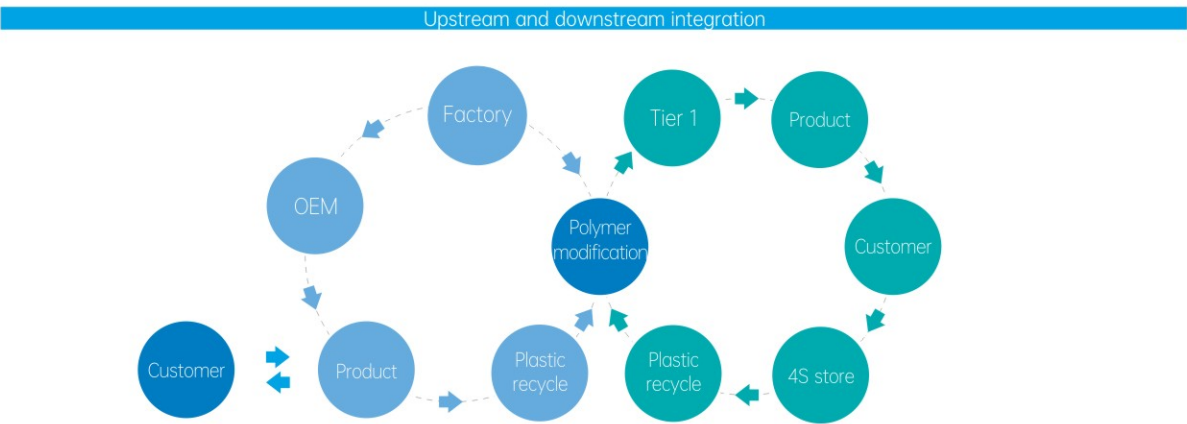 Upstream and downstream integration
Factory
Tier 1
Product
OEM
Polymer
modification
Customer
Customer
Product
Plastic
recycle
Plastic
recycle
4S store